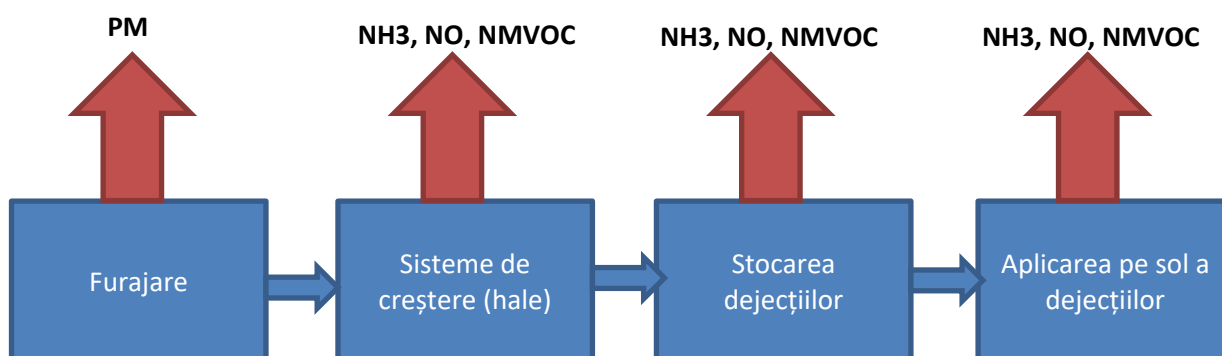 PM
NH3, NO, NMVOC
NH3, NO, NMVOC
NH3, NO, NMVOC
Furajare
Sisteme de
creștere (hale)
Stocarea
dejecțiilor
Aplicarea pe sol a
dejecțiilor